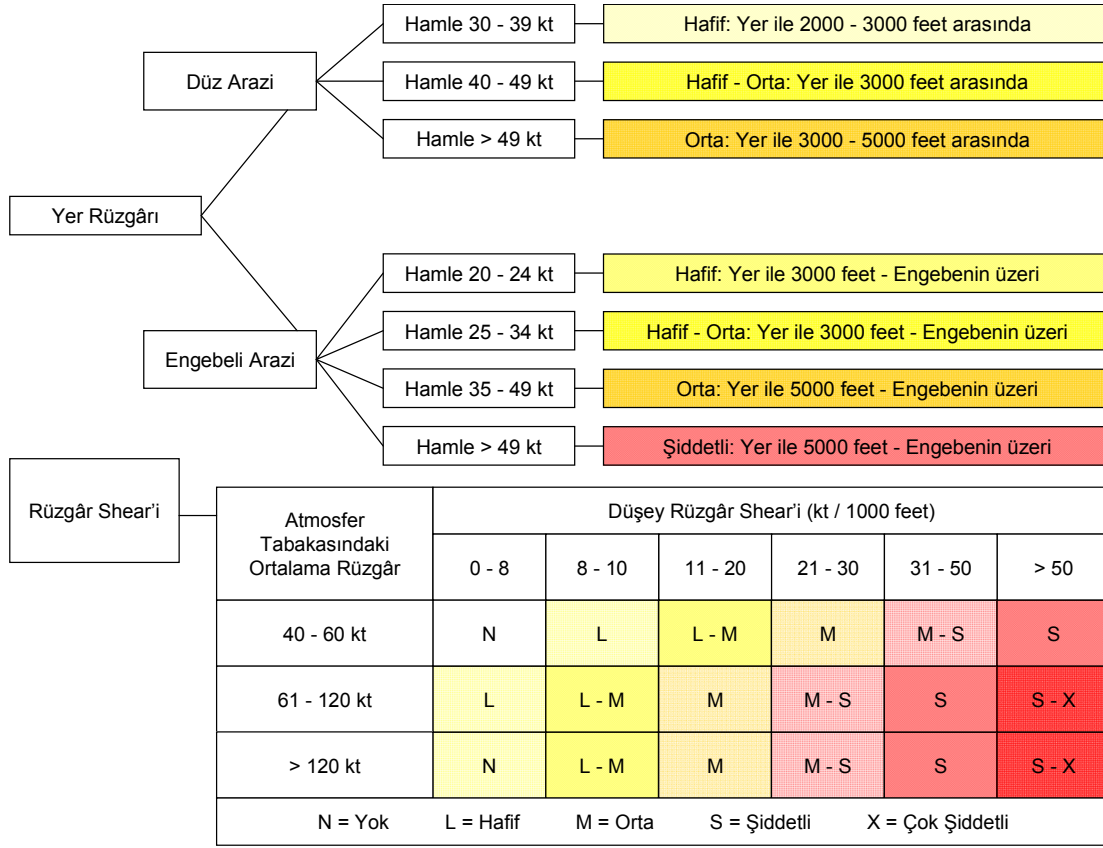 Hamle 30 - 39 kt
Hafif: Yer ile 2000 - 3000 feet arasında
Düz Arazi
Hamle 40 - 49 kt
Hafif - Orta: Yer ile 3000 feet arasında
Hamle > 49 kt
Orta: Yer ile 3000 - 5000 feet arasında
Yer Rüzgârı
Hamle 20 - 24 kt
Hafif: Yer ile 3000 feet - Engebenin üzeri
Hamle 25 - 34 kt
Hafif - Orta: Yer ile 3000 feet - Engebenin üzeri
Engebeli Arazi
Hamle 35 - 49 kt
Orta: Yer ile 5000 feet - Engebenin üzeri
Hamle > 49 kt
Şiddetli: Yer ile 5000 feet - Engebenin üzeri
Rüzgâr Shear’i
Atmosfer
Tabakasındaki
Ortalama Rüzgâr
Düşey Rüzgâr Shear’i (kt / 1000 feet)
0 - 8 8 - 10 11 - 20 21 - 30 31 - 50 > 50
40 - 60 kt N L L - M M M - S S
61 - 120 kt L L - M M M - S S S - X
> 120 kt N L - M M M - S S S - X
N = Yok L = Hafif M = Orta S = Şiddetli X = Çok Şiddetli